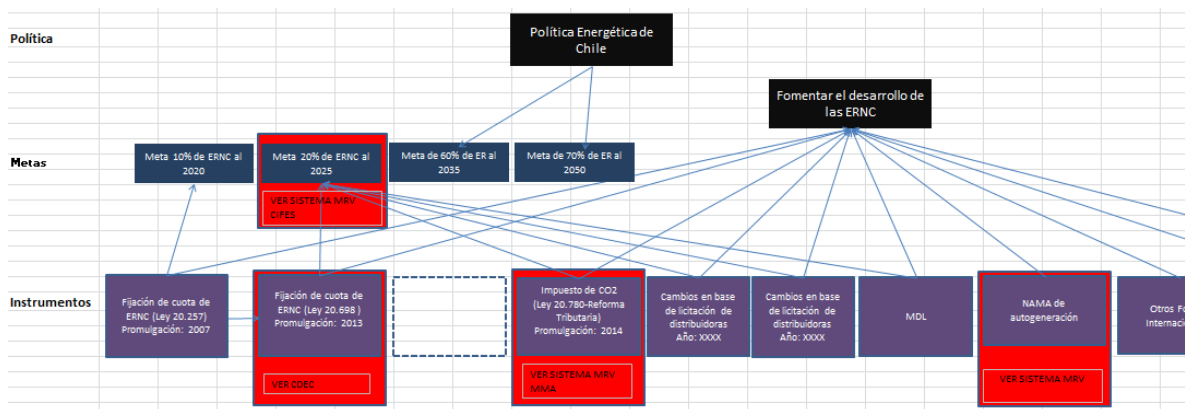 Política
Política Energética de
Chile
Fomentar el desarrollo de
las ERNC
Metas
Meta 10% de ERNC al
2020
Meta 20% de ERNC al
2025
VER SISTEMA MRV
CIFES
Meta de 60% de ER al
2035
Meta de 70% de ER al
2050
Instrumentos
Fijación de cuota de
ERNC (Ley 20.257)
Promulgación: 2007
Fijación de cuota de
ERNC (Ley 20.698 )
Promulgación: 2013
VER CDEC
Impuesto de CO2
(Ley 20.780-Reforma
Tributaria)
Promulgación: 2014
VER SISTEMA MRV
MMA
Cambios en base
de licitación de
distribuidoras
Año: XXXX
Cambios en base
de licitación de
distribuidoras
Año: XXXX
MDL
NAMA de
autogeneración
VER SISTEMA MRV
Otros Fo
Internacio